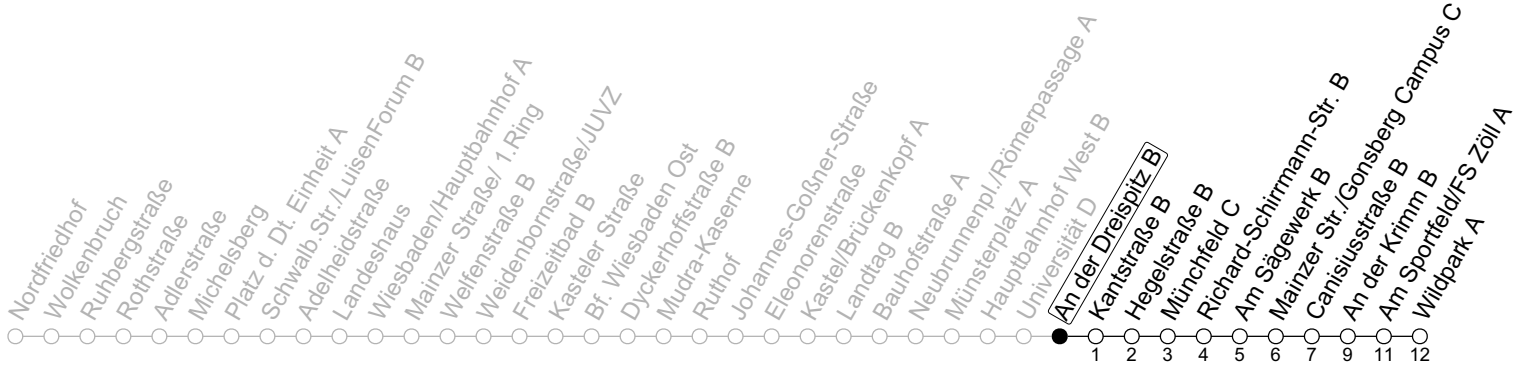 Nordfriedhof
Wolkenbruch
Ruhbergstraße
Rothstraße
Adlerstraße
Michelsberg
Platz d. Dt. Einheit A
Schwalb.Str./LuisenForum B
Adelheidstraße
Landeshaus
Wiesbaden/Hauptbahnhof A
Mainzer Straße/ 1.Ring
Welfenstraße B
Weidenbornstraße/JUVZ
Freizeitbad B
Kasteler Straße
Bf. Wiesbaden Ost
Dyckerhoffstraße B
Mudra-Kaserne
Ruthof
Johannes-Goßner-Straße
Eleonorenstraße
Kastel/Brückenkopf A
Landtag B
Bauhofstraße A
Neubrunnenpl./Römerpassage A
Münsterplatz A
Hauptbahnhof West B
Universität D
An der Dreispitz B
Kantstraße B
Hegelstraße B
Münchfeld C
Richard-Schirrmann-Str. B
Am Sägewerk B
Mainzer Str./Gonsberg Campus C
Canisiusstraße B
An der Krimm B
Am Sportfeld/FS Zöll A
Wildpark A
1 2 3 4 5 6 7 9 11 12